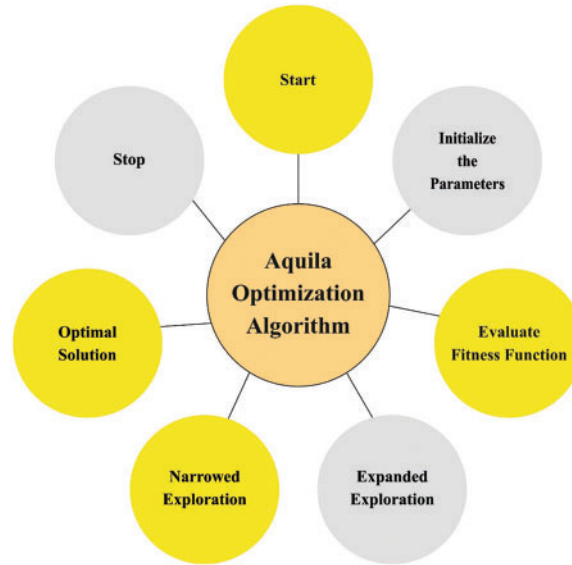 Start
Initialize
the
Parameters
Evaluate
Fitness Function
Expanded
Exploration
Narrowed
Exploration
Optimal
Solution
Stop
Aquila
Optimization
Algorithm